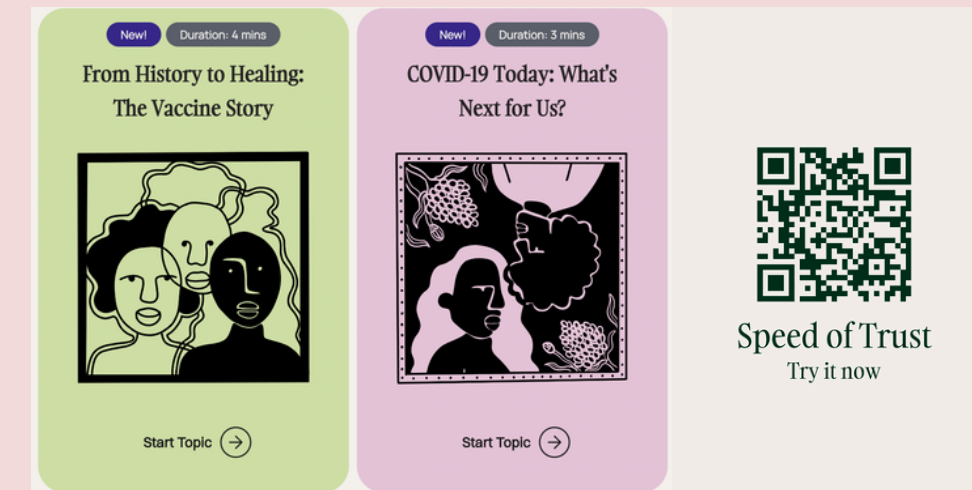 New!
Duration: 4 mins
From History to Healing:
The Vaccine Story
Start Topic
New!
Duration: 3 mins
COVID-19 Today: What's
Next for Us?
Start Topic
Speed of Trust
Try it now